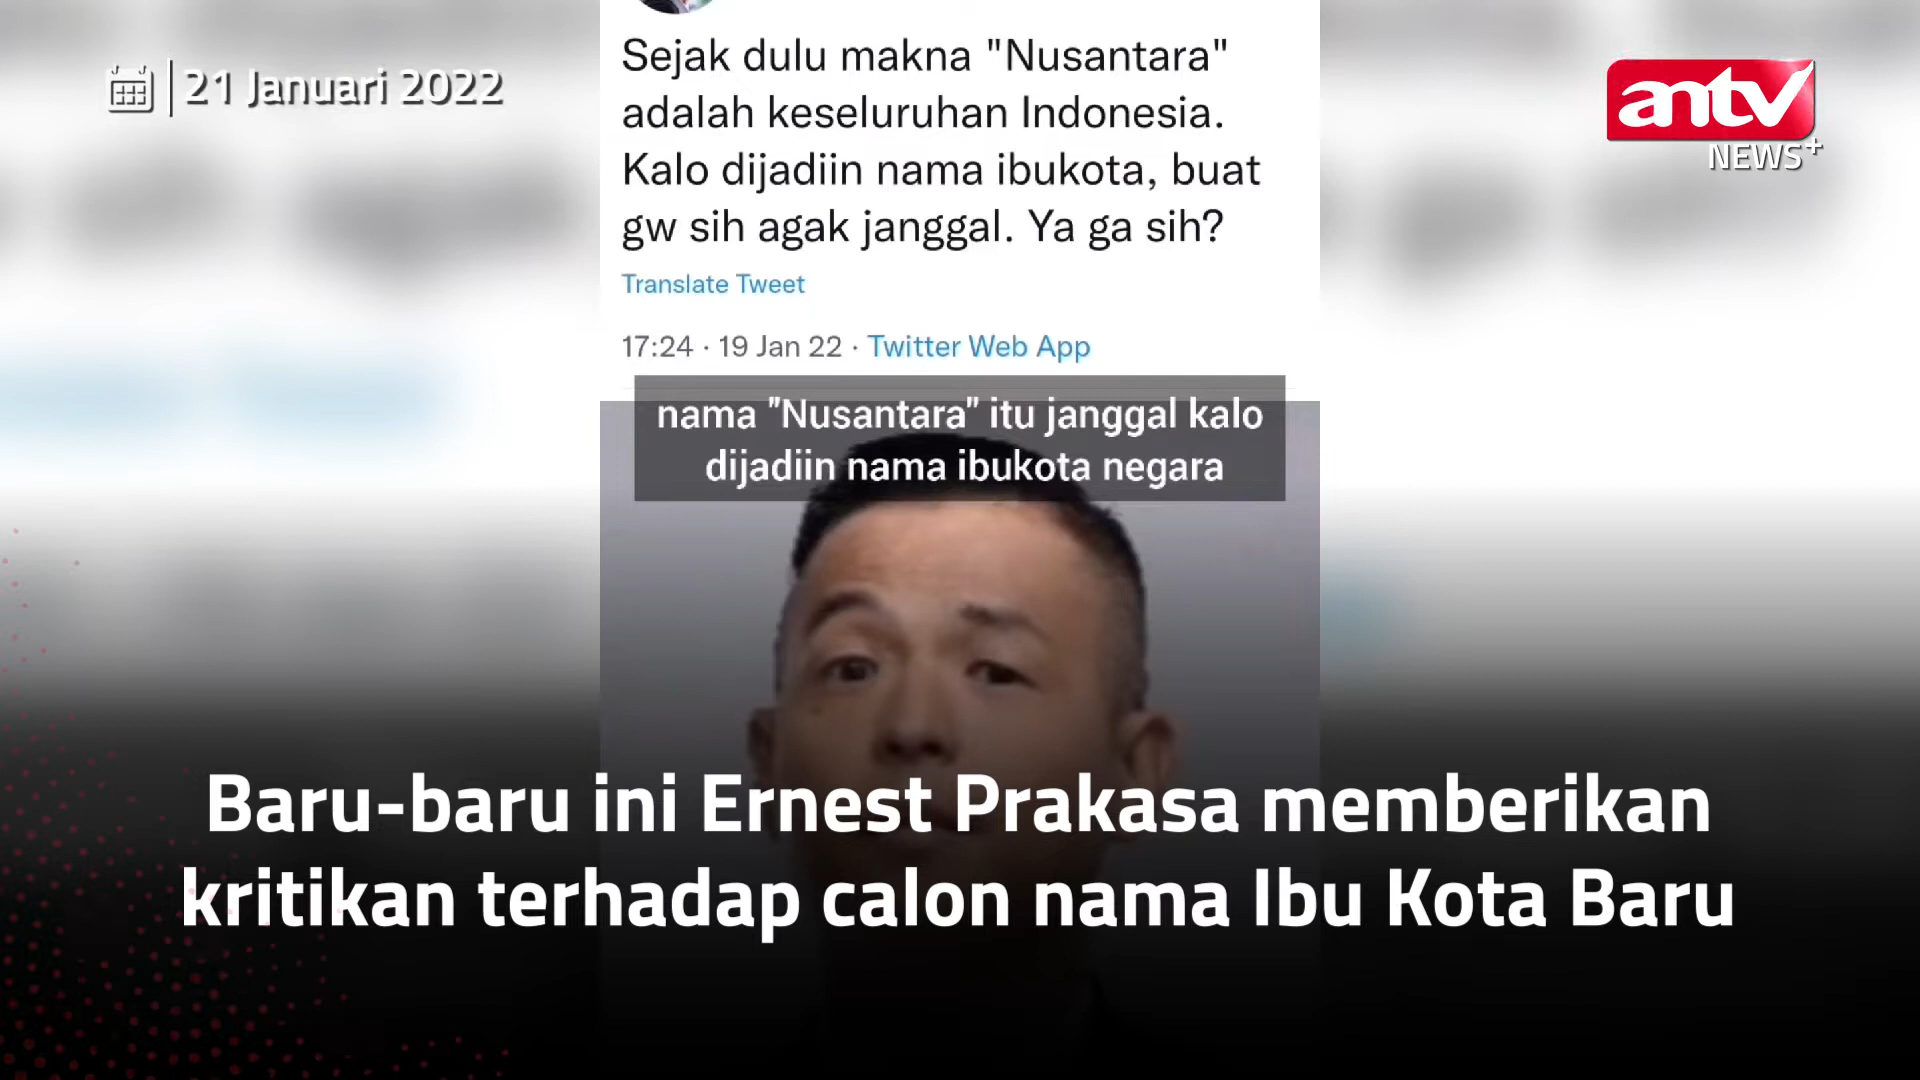 21 Januari 2022
antv
NEWS+
Sejak dulu makna "Nusantara"
adalah keseluruhan Indonesia.
Kalo dijadiin nama ibukota, buat
gw sih agak janggal. Ya ga sih?
Translate Tweet
17:24 · 19 Jan 22 · Twitter Web App
nama "Nusantara" itu janggal kalo
dijadiin nama ibukota negara
Baru-baru ini Ernest Prakasa memberikan
kritikan terhadap calon nama Ibu Kota Baru